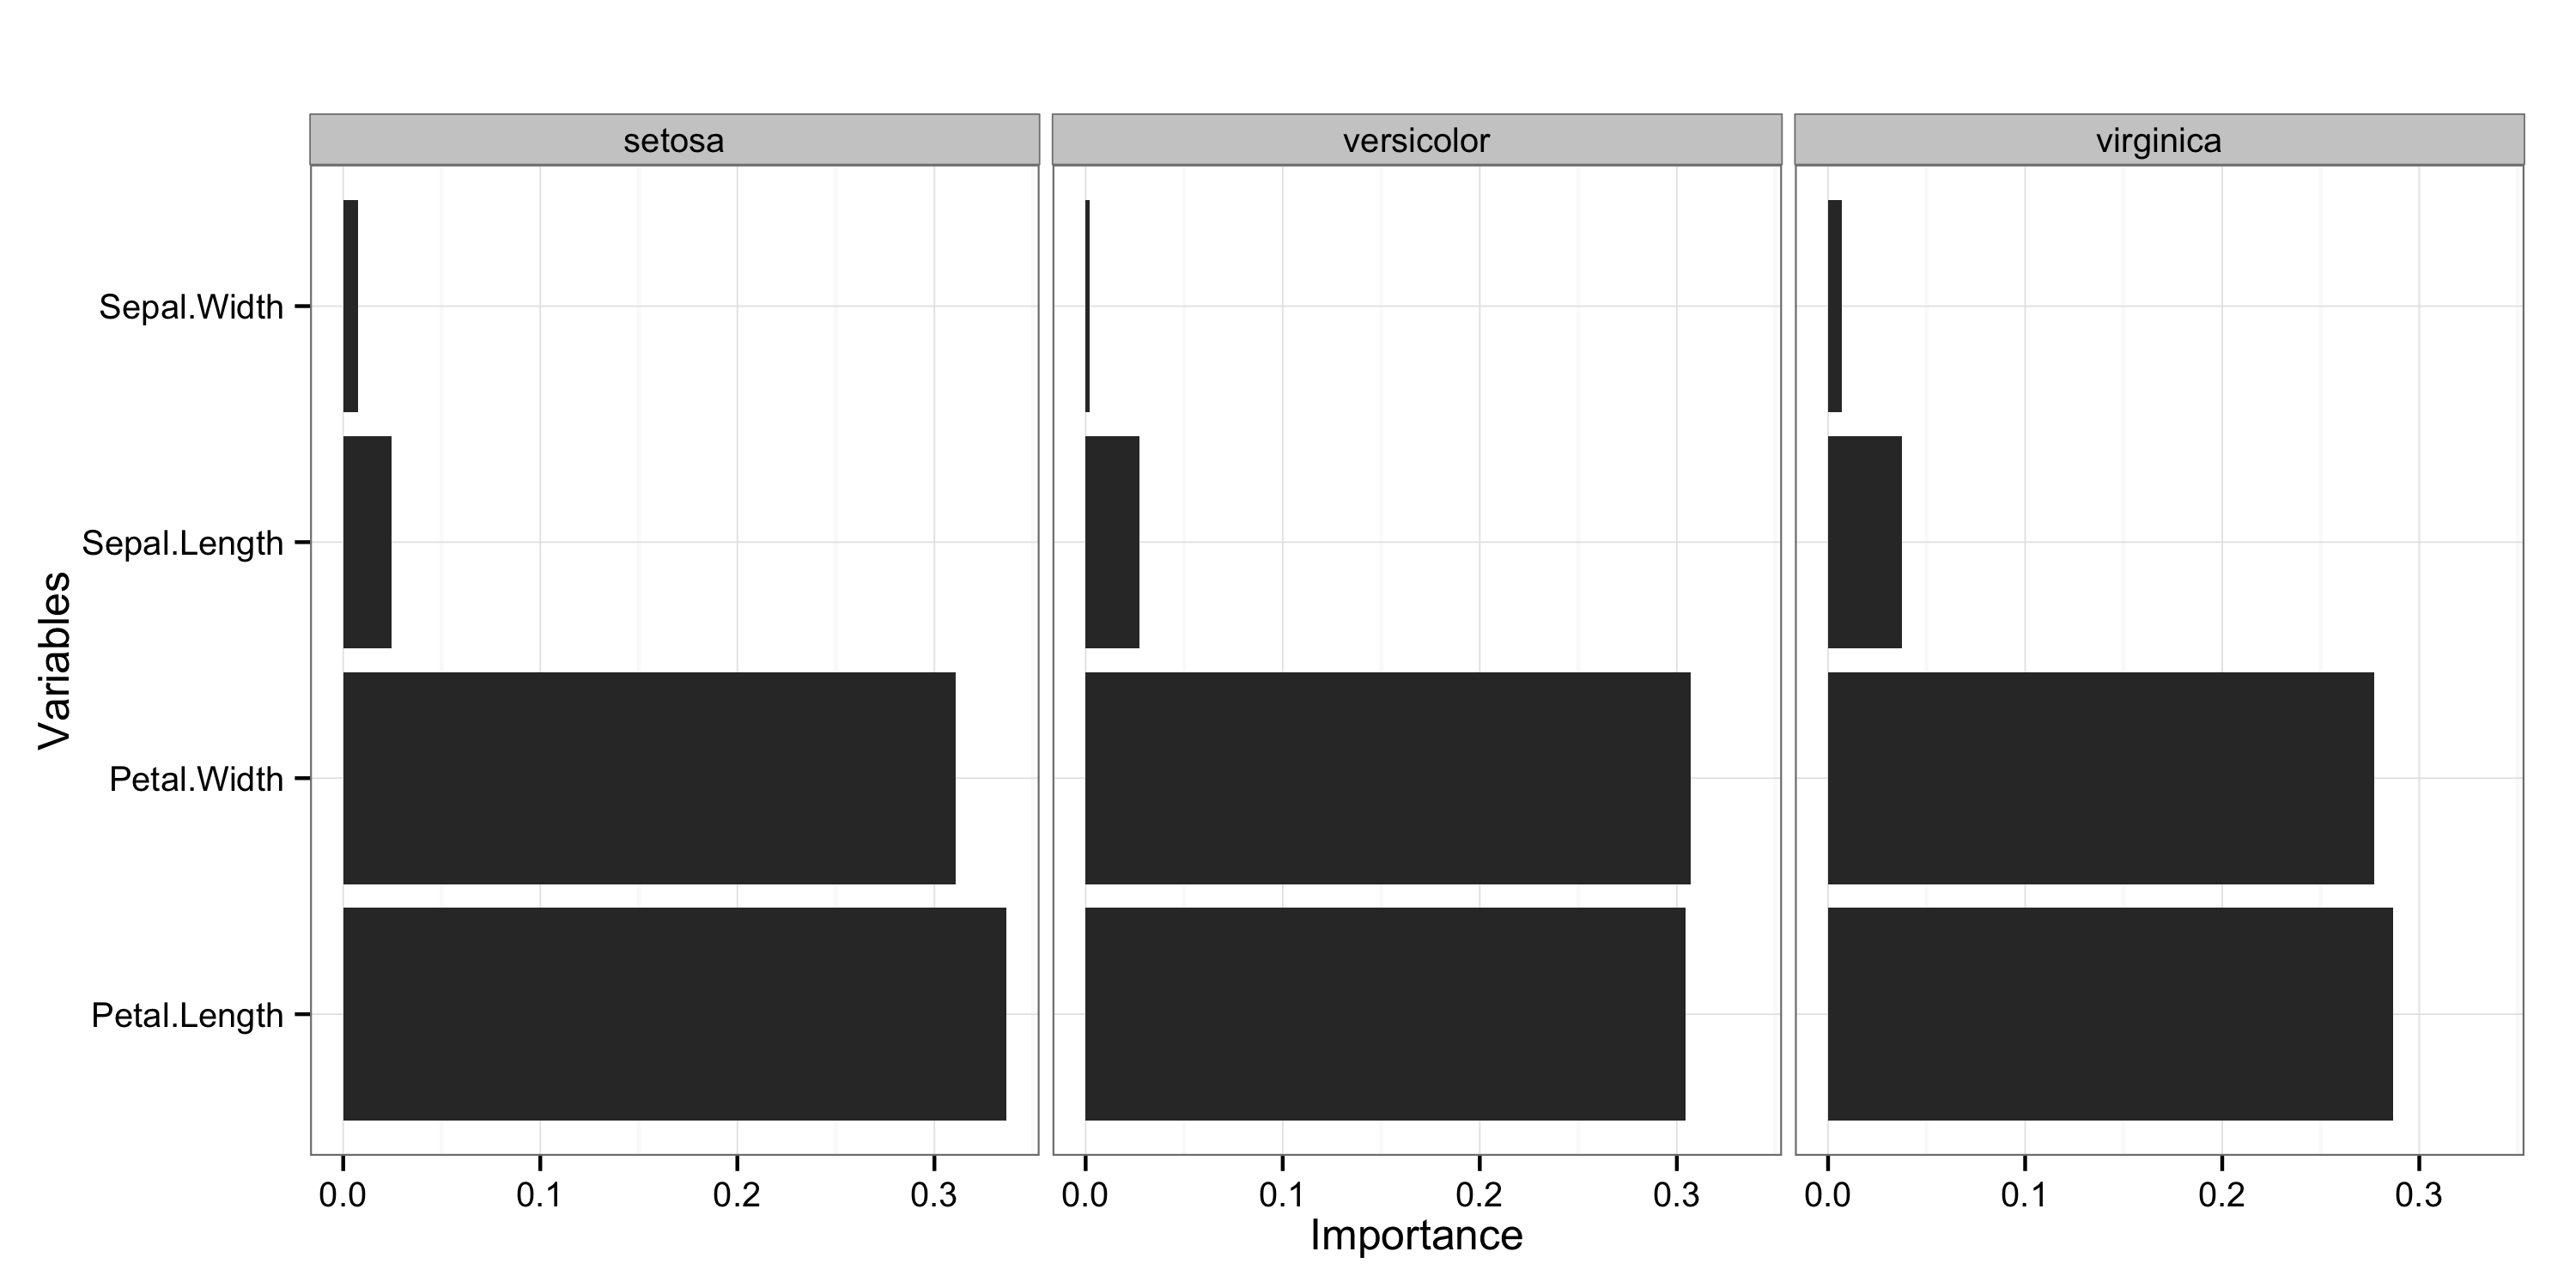 setosa versicolor virginica
Sepal.Width
Sepal.Length
Variables
Petal.Width
Petal.Length
0.0 0.1 0.2 0.3 0.0 0.1 0.2 0.3 0.0 0.1 0.2 0.3
Importance